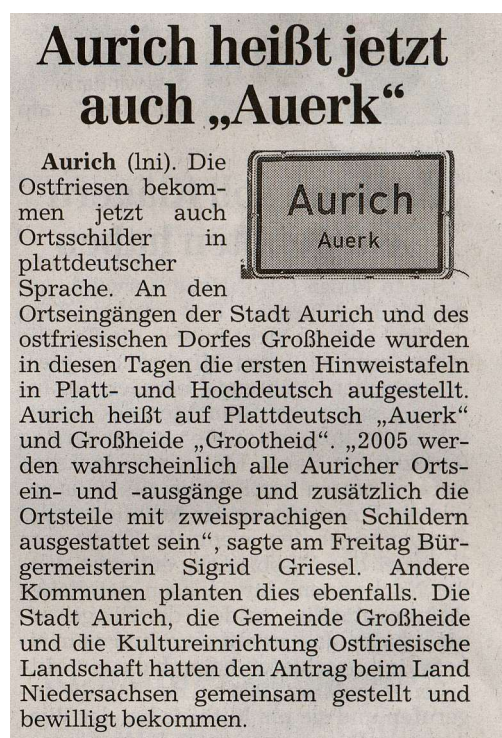 Aurich heißt jetzt
auch „Auerk“
Aurich (lni). Die
Ostfriesen bekom-
men jetzt auch
Ortsschilder in
plattdeutscher
Sprache. An den
Aurich
Auerk
Ortseingängen der Stadt Aurich und des
ostfriesischen Dorfes Großheide wurden
in diesen Tagen die ersten Hinweistafeln
in Platt- und Hochdeutsch aufgestellt.
Aurich heißt auf Plattdeutsch „Auerk“
und Großheide „Grootheid“. „2005 wer-
den wahrscheinlich alle Auricher Orts-
ein- und -ausgänge und zusätzlich die
Ortsteile mit zweisprachigen Schildern
ausgestattet sein“, sagte am Freitag Bür-
germeisterin Sigrid Griesel. Andere
Kommunen planten dies ebenfalls. Die
Stadt Aurich, die Gemeinde Großheide
und die Kultureinrichtung Ostfriesische
Landschaft hatten den Antrag beim Land
Niedersachsen gemeinsam gestellt und
bewilligt bekommen.